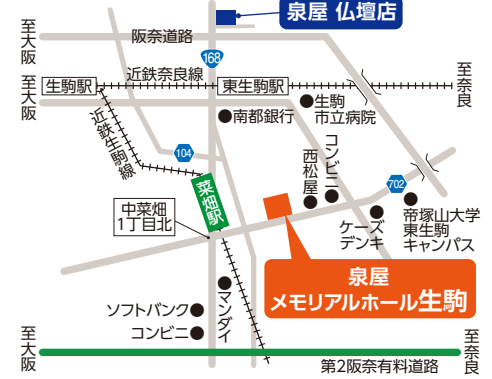 泉屋 仏壇店
至大阪
阪奈道路
168
近鉄奈良線
至奈良
至大阪
生駒駅
東生駒駅
生駒
市立病院
南都銀行
近鉄生駒線
104
コンビニ
西松屋
702
菜畑駅
中菜畑
1丁目北
ケーズ
デンキ
帝塚山大学
東生駒
キャンパス
泉屋
メモリアルホール生駒
マンダイ
ソフトバンク
コンビニ
至大阪
至奈良
第2阪奈有料道路